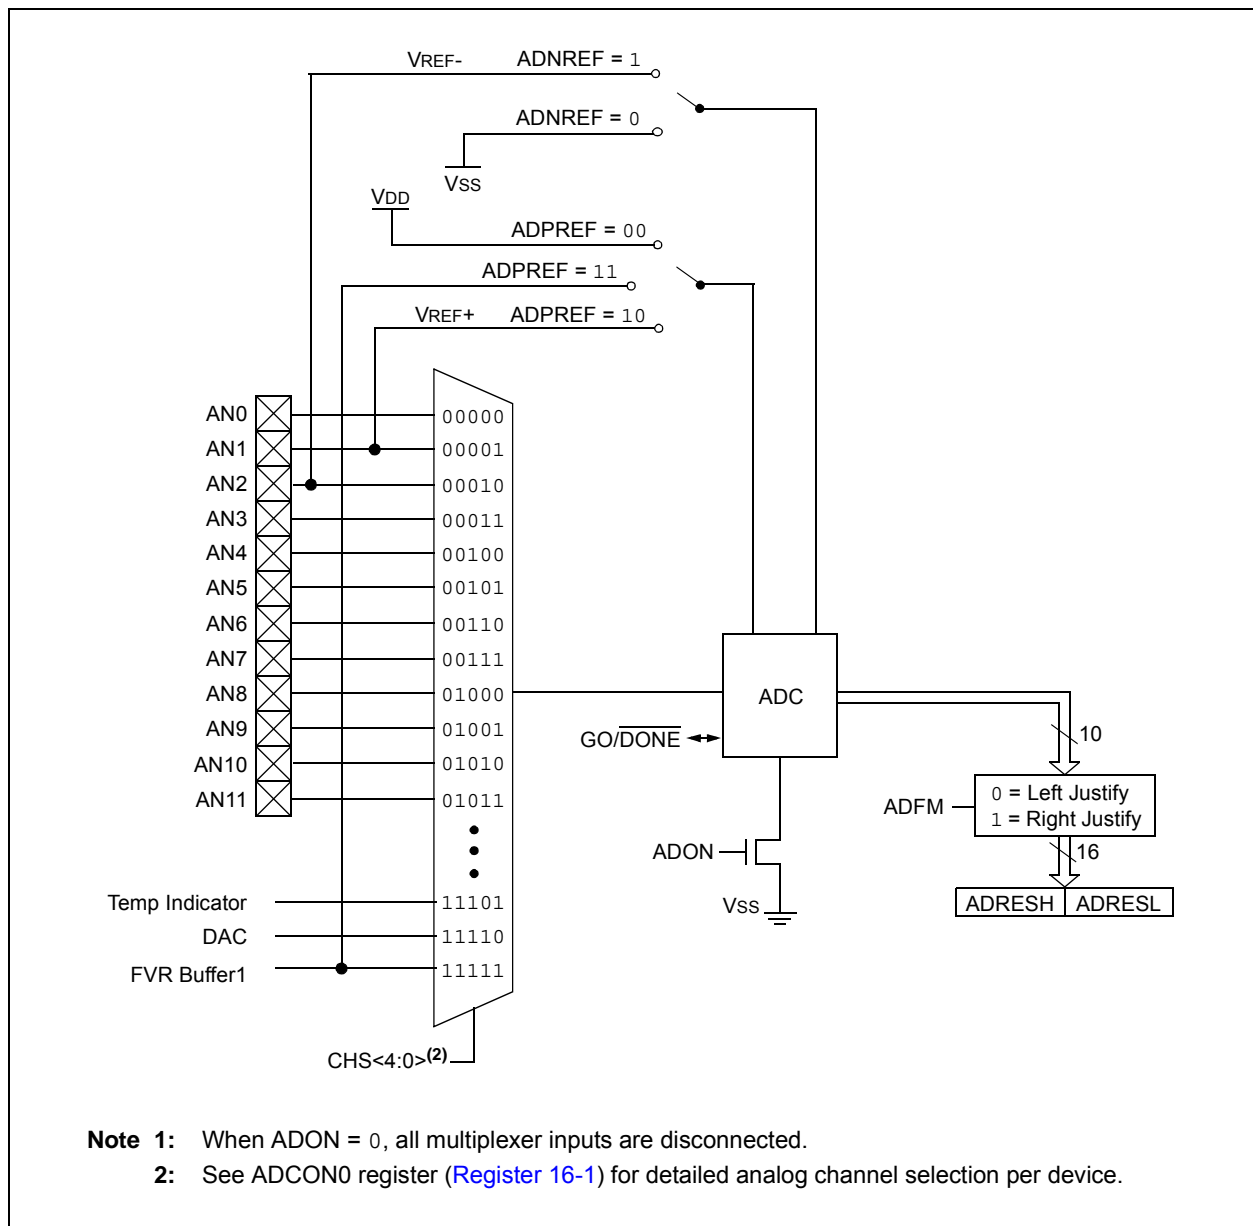 VREF- ADNREF = 1
ADNREF = 0
VSS
VDD
ADPREF = 00
ADPREF = 11
VREF+ ADPREF = 10
AN0 00000
AN1 00001
AN2 00010
AN3 00011
AN4 00100
AN5 00101
AN6 00110
AN7 00111
AN8 01000
AN9 01001
AN10 01010
AN11 01011
ADC
GO/DONE
10
ADFM
0 = Left Justify
1 = Right Justify
16
ADON
VSS
ADRESH ADRESL
Temp Indicator 11101
DAC 11110
FVR Buffer1 11111
CHS<4:0>(2)
Note 1: When ADON = 0, all multiplexer inputs are disconnected.
2: See ADCON0 register (Register 16-1) for detailed analog channel selection per device.